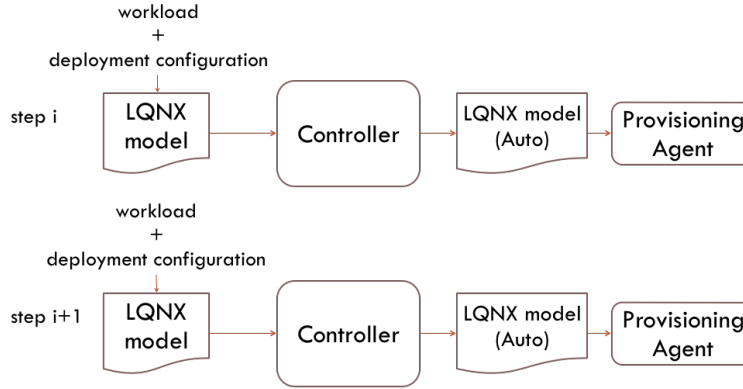 workload
+
deployment configuration
step i
LQNX
model
Controller
LQNX model
(Auto)
Provisioning
Agent
workload
+
deployment configuration
step i+1
LQNX
model
Controller
LQNX model
(Auto)
Provisioning
Agent